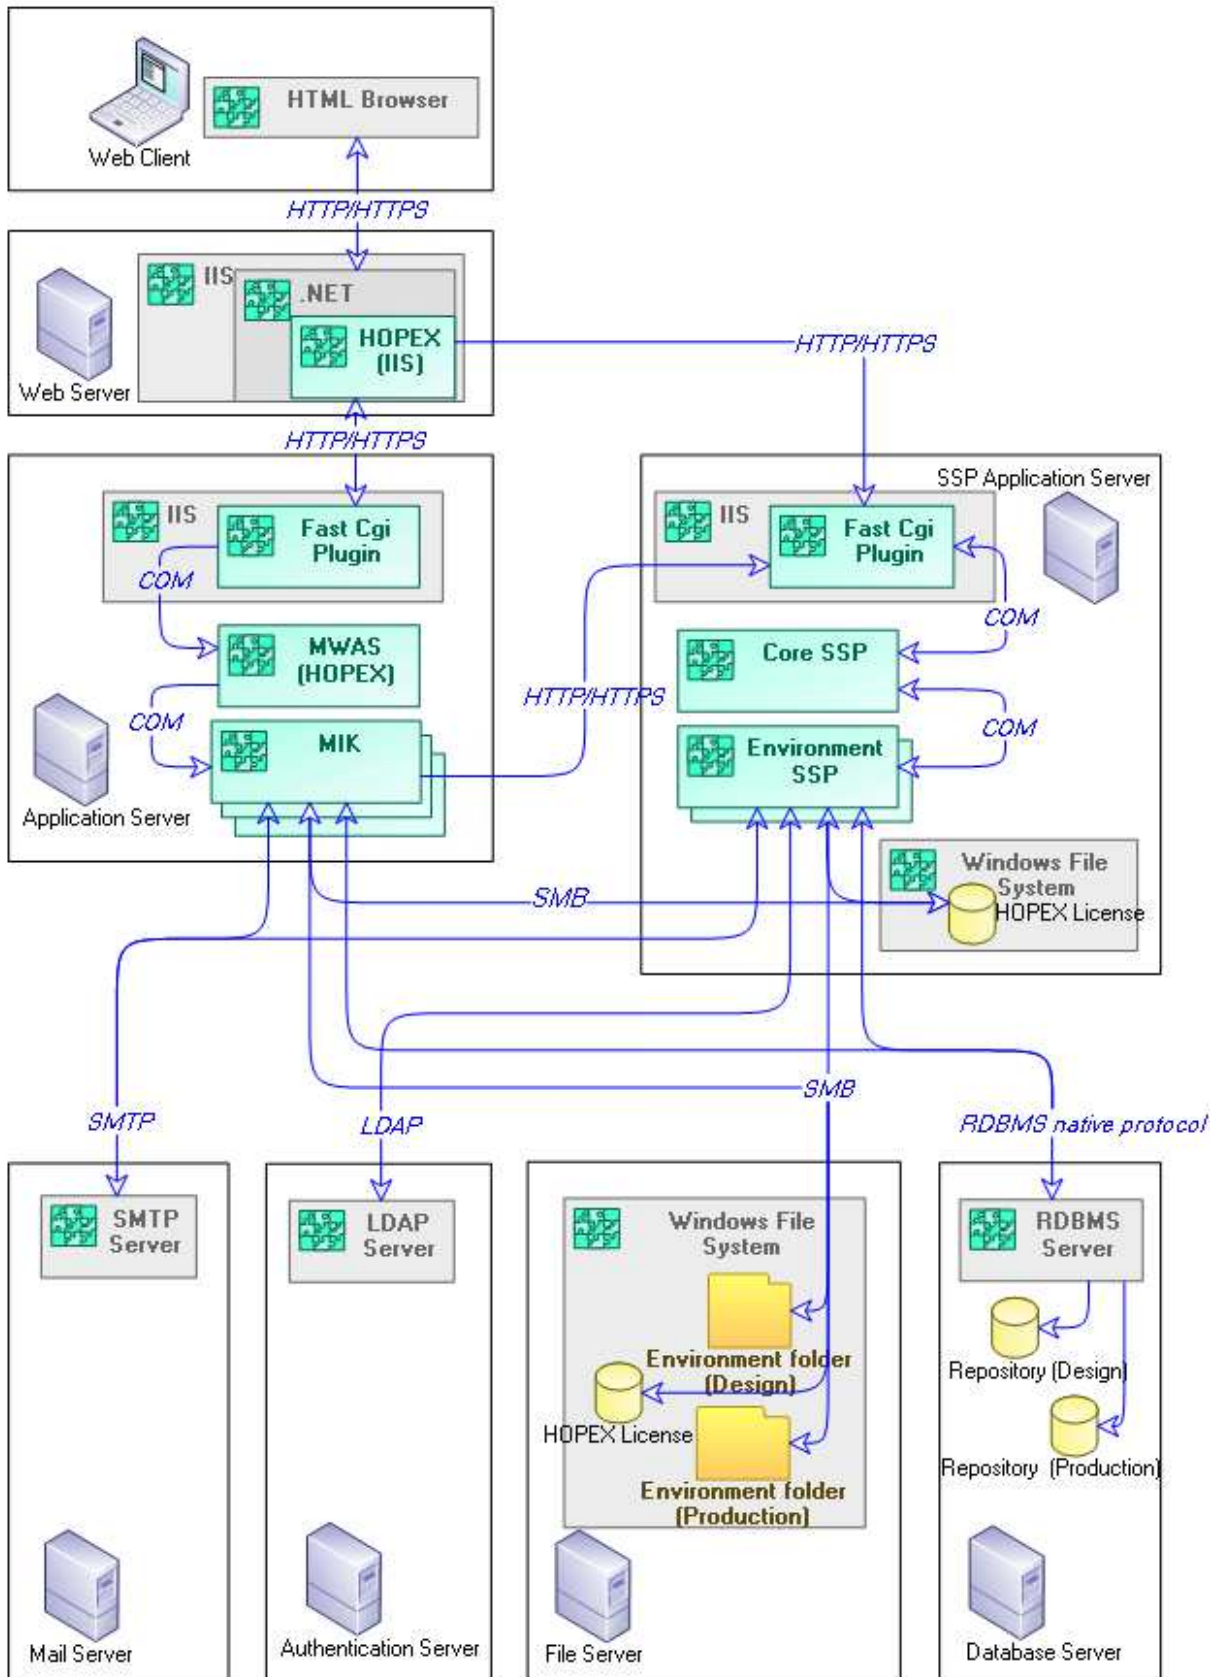 HTML Browser
Web Client
HTTP/HTTPS
IIS
.NET
HOPEX
(IIS)
Web Server
HTTP/HTTPS
HTTP/HTTPS
SSP Application Server
IIS
Fast Cgi
Plugin
COM
MWAS
(HOPEX)
COM
MIK
Application Server
HTTP/HTTPS
IIS
Fast Cgi
Plugin
COM
Core SSP
COM
Environment
SSP
Windows File
System
HOPEX License
SMB
SMB
SMTP
LDAP
RDBMS native protocol
SMTP
Server
Mail Server
LDAP
Server
Authentication Server
Windows File
System
Environment folder
(Design)
HOPEX License
Environment folder
(Production)
File Server
RDBMS
Server
Repository (Design)
Repository (Production)
Database Server